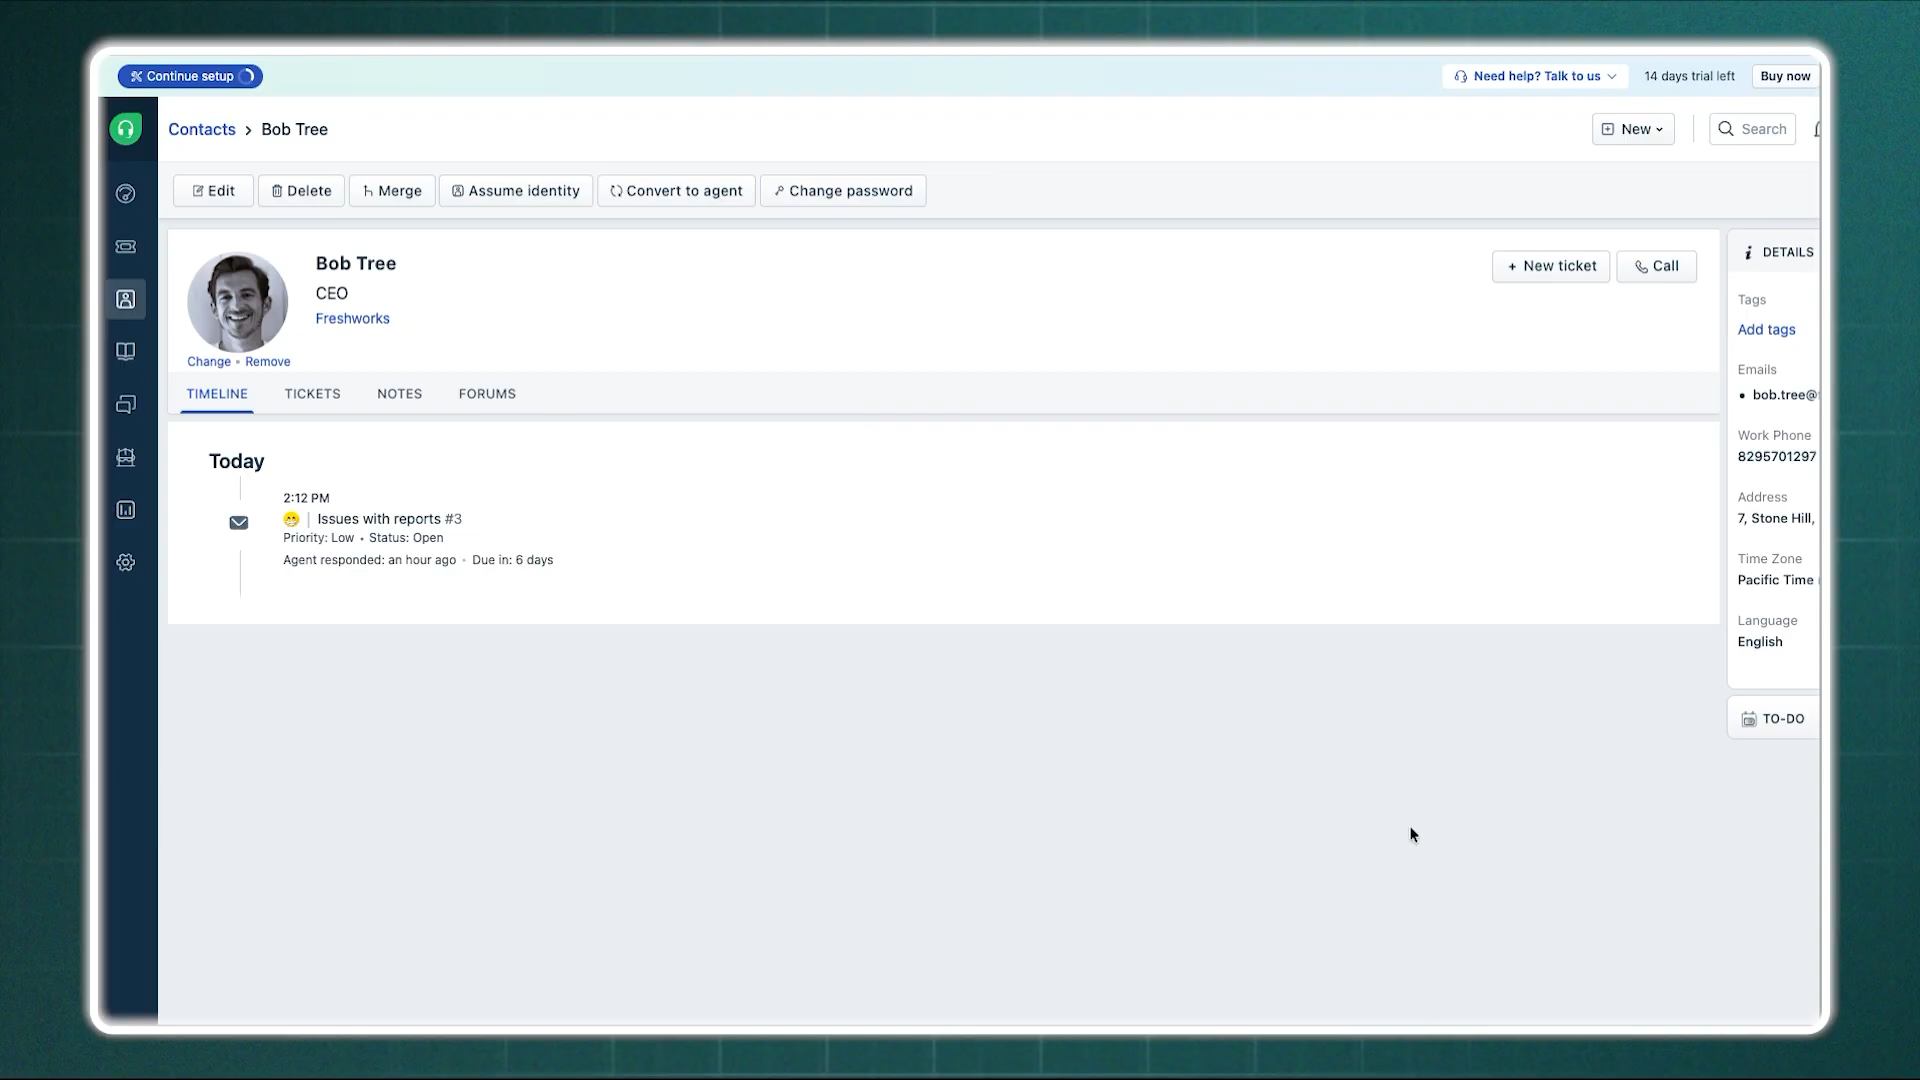 Continue setup
Need help? Talk to us
14 days trial left
Buy now
Contacts > Bob Tree
New
Search
Edit
Delete
Merge
Assume identity
Convert to agent
Change password
Bob Tree
CEO
Freshworks
Change • Remove
+ New ticket
Call
TIMELINE
TICKETS
NOTES
FORUMS
Today
2:12 PM
Issues with reports #3
Priority: Low • Status: Open
Agent responded: an hour ago • Due in: 6 days
DETAILS
Tags
Add tags
Emails
• bob.tree@
Work Phone
8295701297
Address
7, Stone Hill,
Time Zone
Pacific Time
Language
English
TO-DO